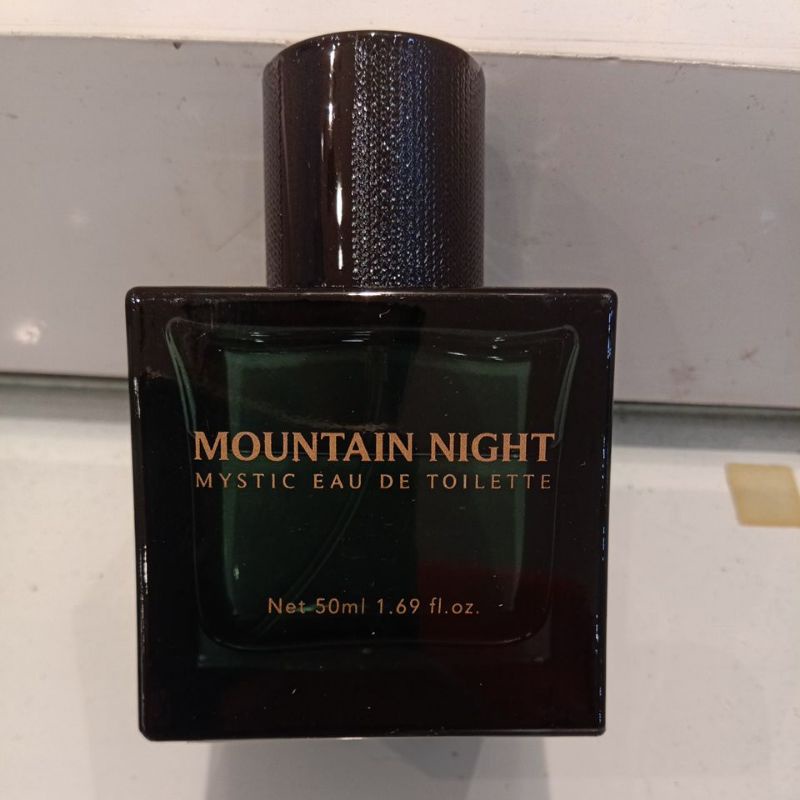 MOUNTAIN NIGHT
MYSTIC EAU DE TOILETTE
Net 50ml 1.69 fl.oz.